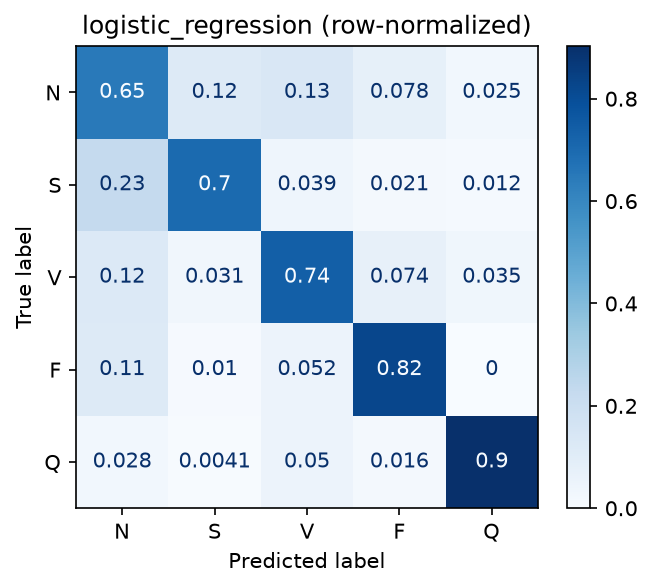 logistic_regression (row-normalized)
N 0.65 0.12 0.13 0.078 0.025
S 0.23 0.7 0.039 0.021 0.012
V 0.12 0.031 0.74 0.074 0.035
F 0.11 0.01 0.052 0.82 0
Q 0.028 0.0041 0.05 0.016 0.9
N S V F Q
Predicted label
True label
0.8
0.6
0.4
0.2
0.0